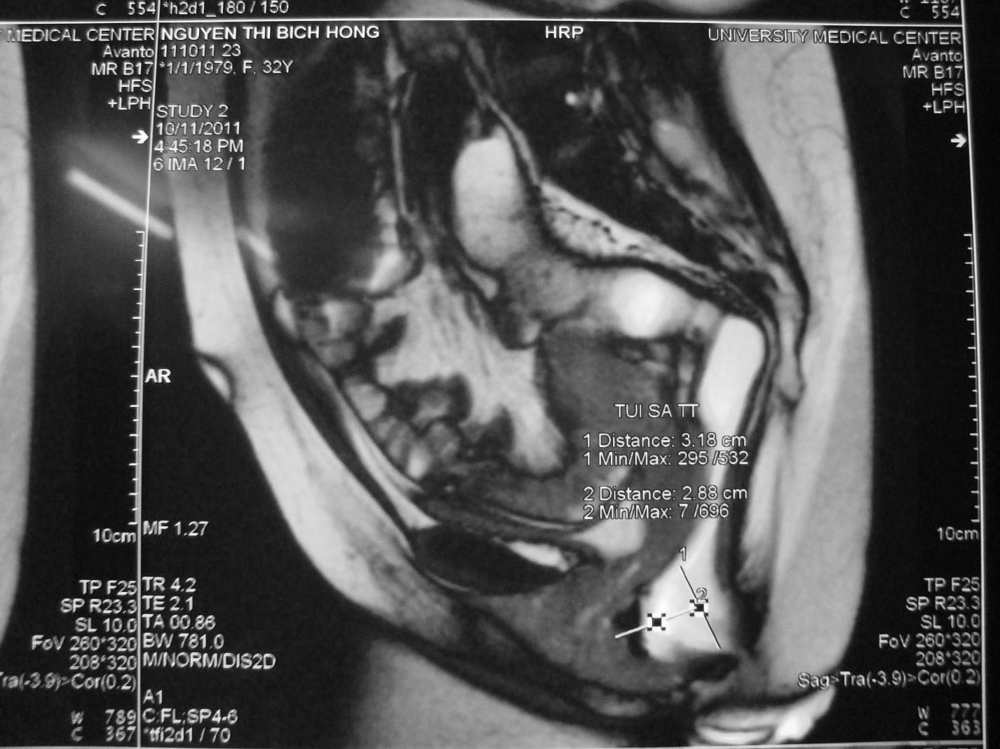 C 554
*h2d1_180 / 150
C 554
MEDICAL CENTER
Avanto
MR B17
HFS
+LPH
NGUYEN THI BICH HONG
111011 23
*1/1/1979, F, 32Y
STUDY 2
10/11/2011
4:45:18 PM
6 IMA 12 / 1
HRP
UNIVERSITY MEDICAL CENTER
Avanto
MR B17
HFS
+LPH
AR
TUI SA TT
1 Distance: 3.18 cm
1 Min/Max: 295 /532
2 Distance: 2.88 cm
2 Min/Max: 7 /696
1
2
10cm
MF 1.27
10cm
TP F25
SP R23.3
SL 10.0
FoV 260*320
208*320
Tra(-3.9)>Cor(0.2)
W 789
C 367
TR 4.2
TE 2.1
TA 00.86
BW 781.0
M/NORM/DIS2D
A1
C:FL;SP4-6
*tfi2d1 / 70
TP F25
SP R23.3
SL 10.0
FoV 260*320
208*320
Sag>Tra(-3.9)>Cor(0.2)
W 777
C 363